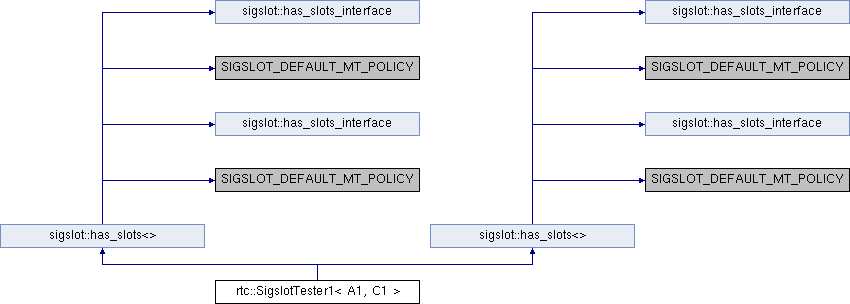 sigslot::has_slots_interface sigslot::has_slots_interface
SIGSLOT_DEFAULT_MT_POLICY SIGSLOT_DEFAULT_MT_POLICY
sigslot::has_slots_interface sigslot::has_slots_interface
SIGSLOT_DEFAULT_MT_POLICY SIGSLOT_DEFAULT_MT_POLICY
sigslot::has_slots<> sigslot::has_slots<>
rtc::SigslotTester1< A1, C1 >